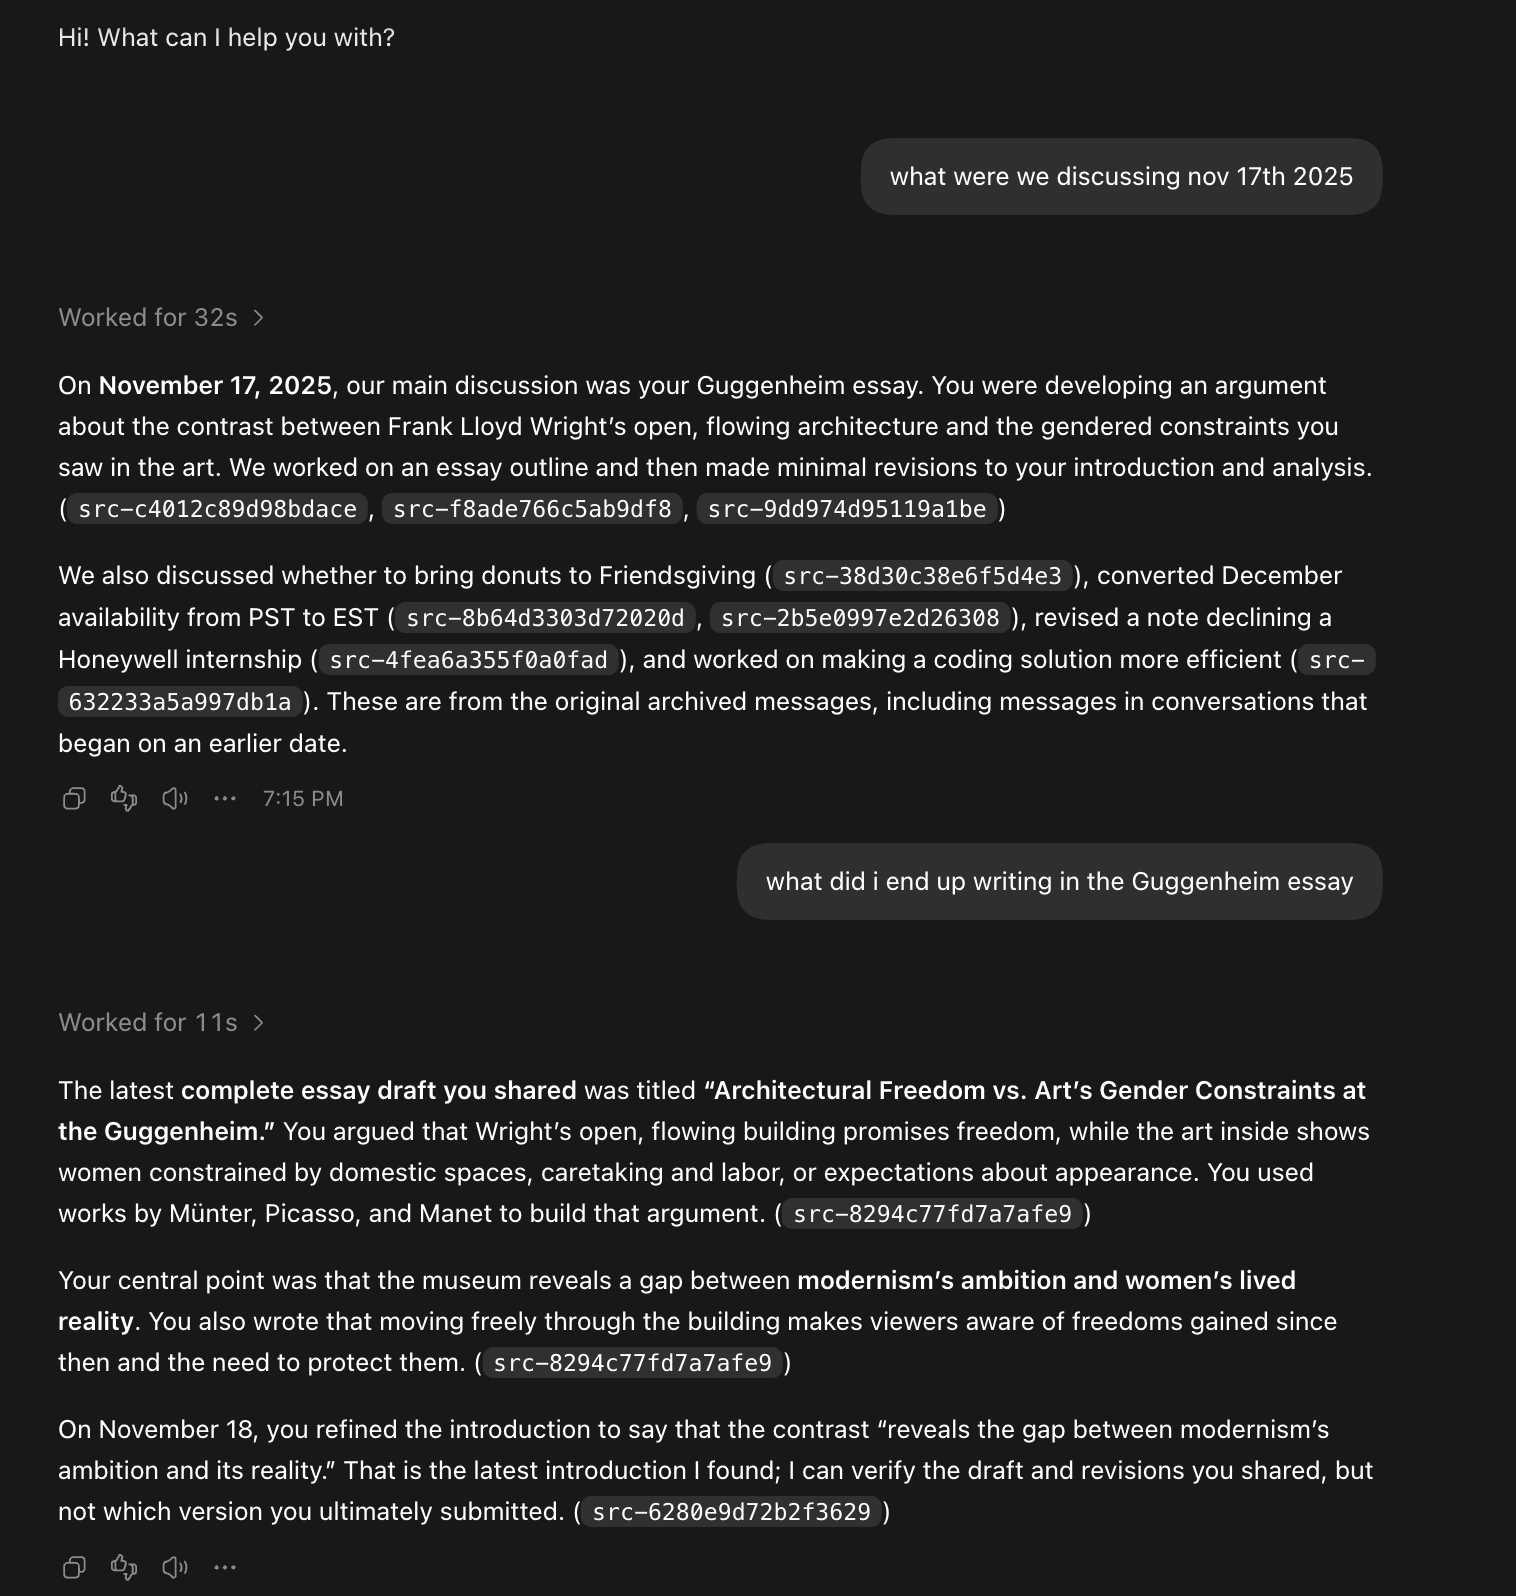 Hi! What can I help you with?
what were we discussing nov 17th 2025
Worked for 32s >
On November 17, 2025, our main discussion was your Guggenheim essay. You were developing an argument
about the contrast between Frank Lloyd Wright’s open, flowing architecture and the gendered constraints you
saw in the art. We worked on an essay outline and then made minimal revisions to your introduction and analysis.
( src-c4012c89d98bdace , src-f8ade766c5ab9df8 , src-9dd974d95119a1be )
We also discussed whether to bring donuts to Friendsgiving ( src-38d30c38e6f5d4e3 ), converted December
availability from PST to EST ( src-8b64d3303d72020d , src-2b5e0997e2d26308 ), revised a note declining a
Honeywell internship ( src-4fea6a355f0a0fad ), and worked on making a coding solution more efficient ( src-
632233a5a997db1a ). These are from the original archived messages, including messages in conversations that
began on an earlier date.
7:15 PM
what did i end up writing in the Guggenheim essay
Worked for 11s >
The latest complete essay draft you shared was titled “Architectural Freedom vs. Art’s Gender Constraints at
the Guggenheim.” You argued that Wright’s open, flowing building promises freedom, while the art inside shows
women constrained by domestic spaces, caretaking and labor, or expectations about appearance. You used
works by Münter, Picasso, and Manet to build that argument. ( src-8294c77fd7a7afe9 )
Your central point was that the museum reveals a gap between modernism’s ambition and women’s lived
reality. You also wrote that moving freely through the building makes viewers aware of freedoms gained since
then and the need to protect them. ( src-8294c77fd7a7afe9 )
On November 18, you refined the introduction to say that the contrast “reveals the gap between modernism’s
ambition and its reality.” That is the latest introduction I found; I can verify the draft and revisions you shared, but
not which version you ultimately submitted. ( src-6280e9d72b2f3629 )